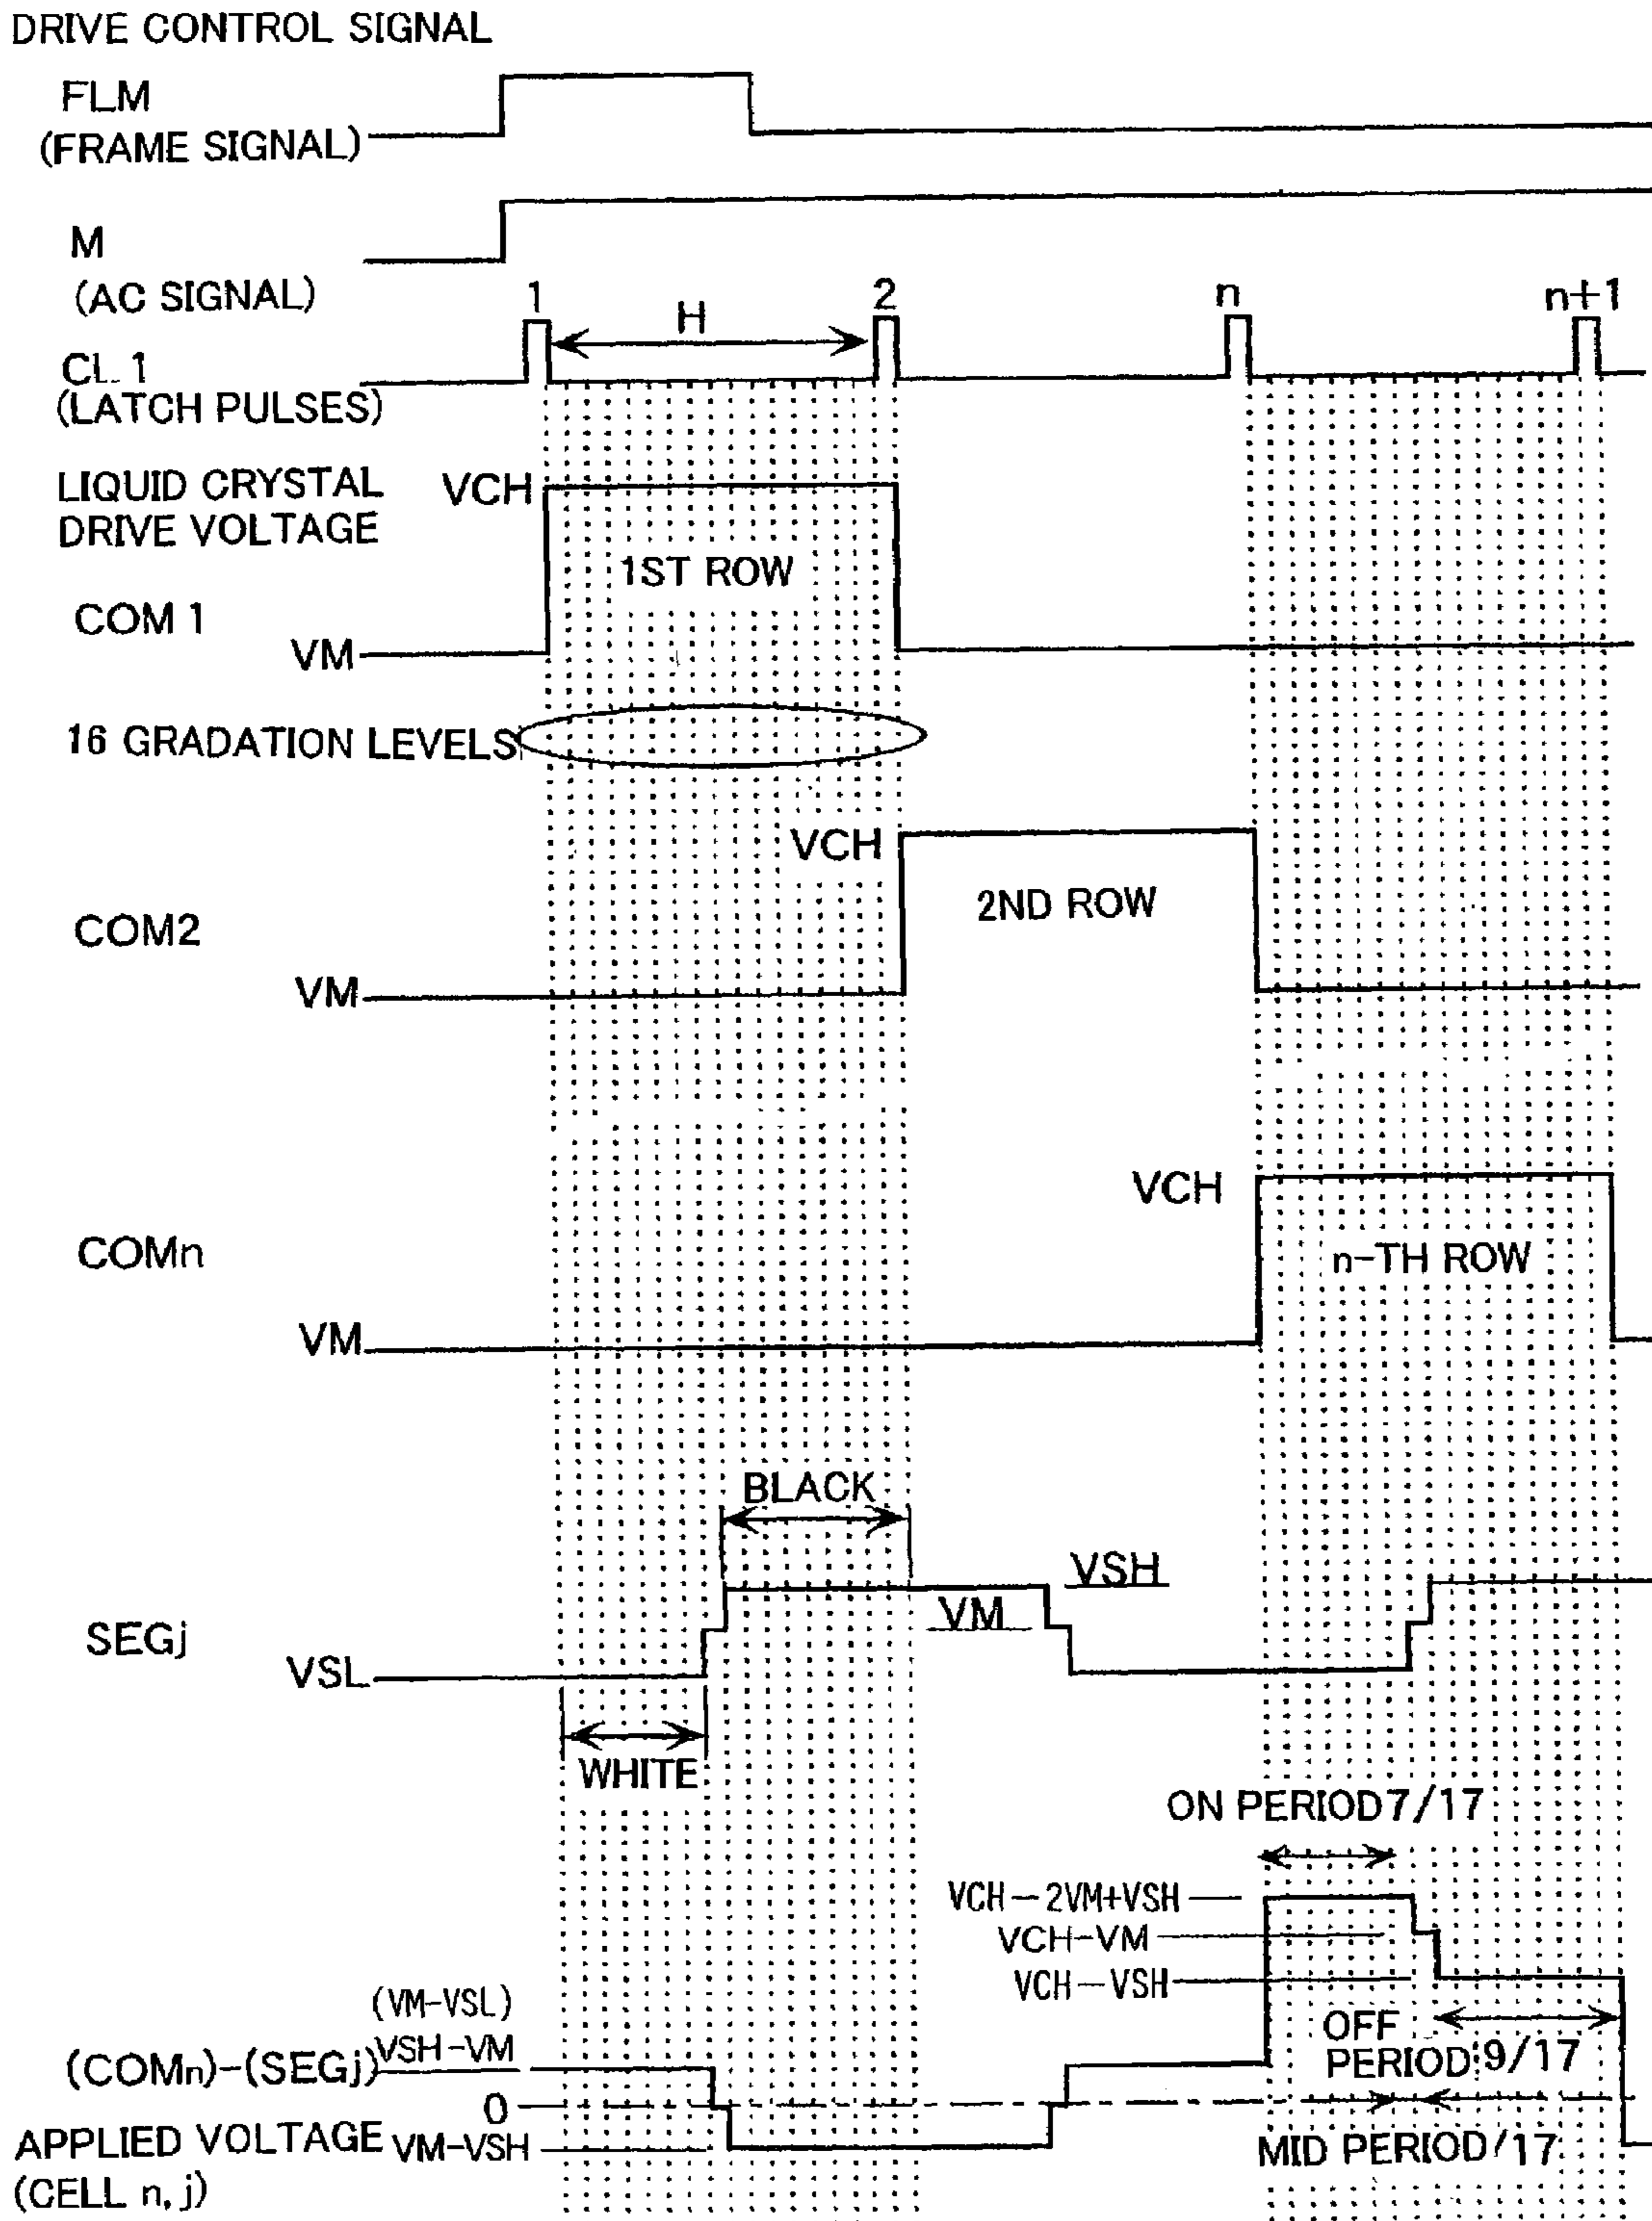 DRIVE CONTROL SIGNAL
FLM
(FRAME SIGNAL)
M
(AC SIGNAL)
1
2
n
n+1
H
CL 1
(LATCH PULSES)
LIQUID CRYSTAL
DRIVE VOLTAGE
VCH
1ST ROW
COM 1
VM
16 GRADATION LEVELS
VCH
2ND ROW
COM2
VM
VCH
COMn
n-TH ROW
VM
BLACK
VSH
VM
SEGj
VSL
WHITE
ON PERIOD 7/17
VCH-2VM+VSH
VCH-VM
VCH-VSH
(VM-VSL)
VSH-VM
OFF
PERIOD 9/17
(COMn)-(SEGj)
0
APPLIED VOLTAGE
VM-VSH
MID PERIOD/17
(CELL n, j)